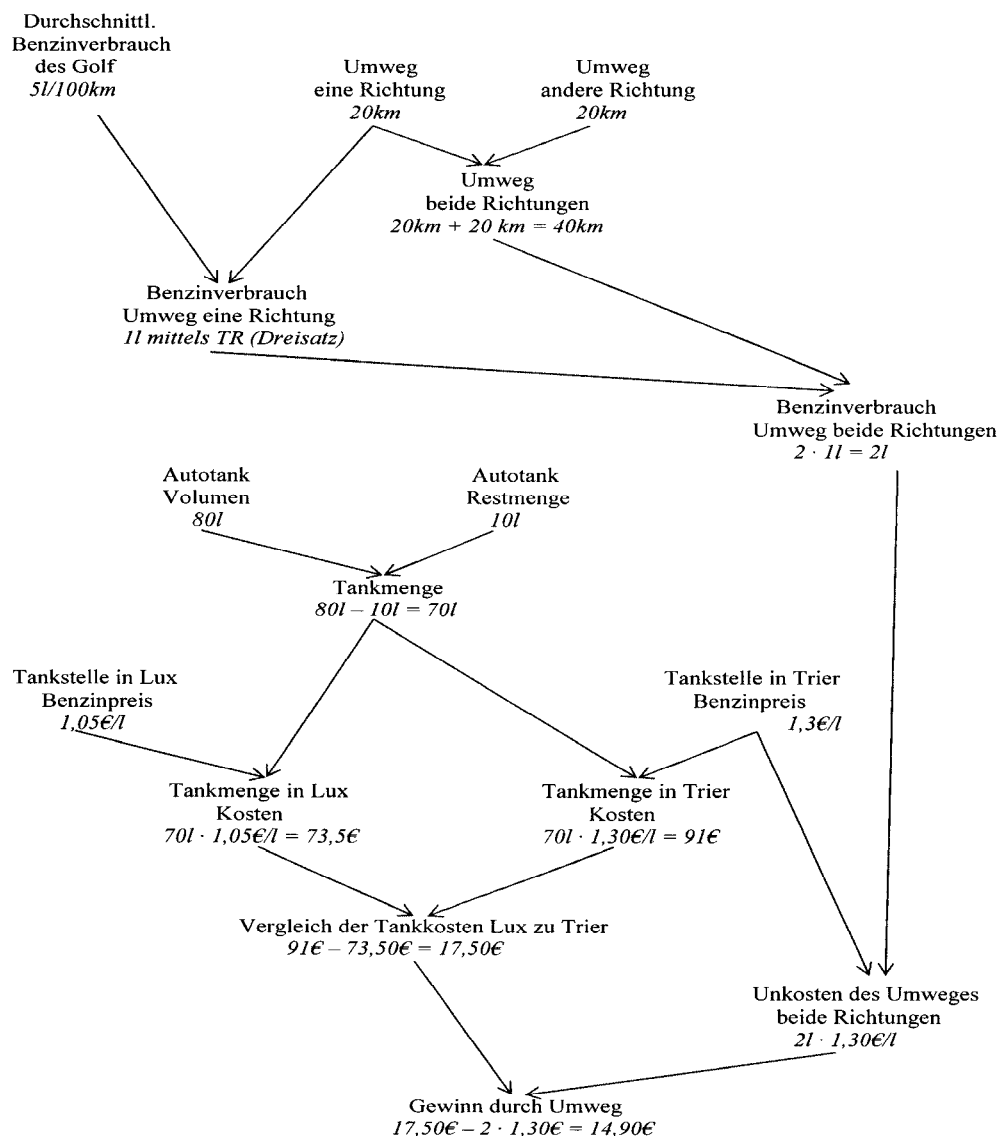 Durchschnittl.
Benzinverbrauch
des Golf
5l/100km
Umweg
eine Richtung
20km
Umweg
andere Richtung
20km
Umweg
beide Richtungen
20km + 20 km = 40km
Benzinverbrauch
Umweg eine Richtung
1l mittels TR (Dreisatz)
Benzinverbrauch
Umweg beide Richtungen
2 · 1l = 2l
Autotank
Volumen
80l
Autotank
Restmenge
10l
Tankmenge
80l – 10l = 70l
Tankstelle in Lux
Benzinpreis
1,05€/l
Tankstelle in Trier
Benzinpreis
1,3€/l
Tankmenge in Lux
Kosten
70l · 1,05€/l = 73,5€
Tankmenge in Trier
Kosten
70l · 1,30€/l = 91€
Vergleich der Tankkosten Lux zu Trier
91€ – 73,50€ = 17,50€
Unkosten des Umweges
beide Richtungen
2l · 1,30€/l
Gewinn durch Umweg
17,50€ – 2 · 1,30€ = 14,90€